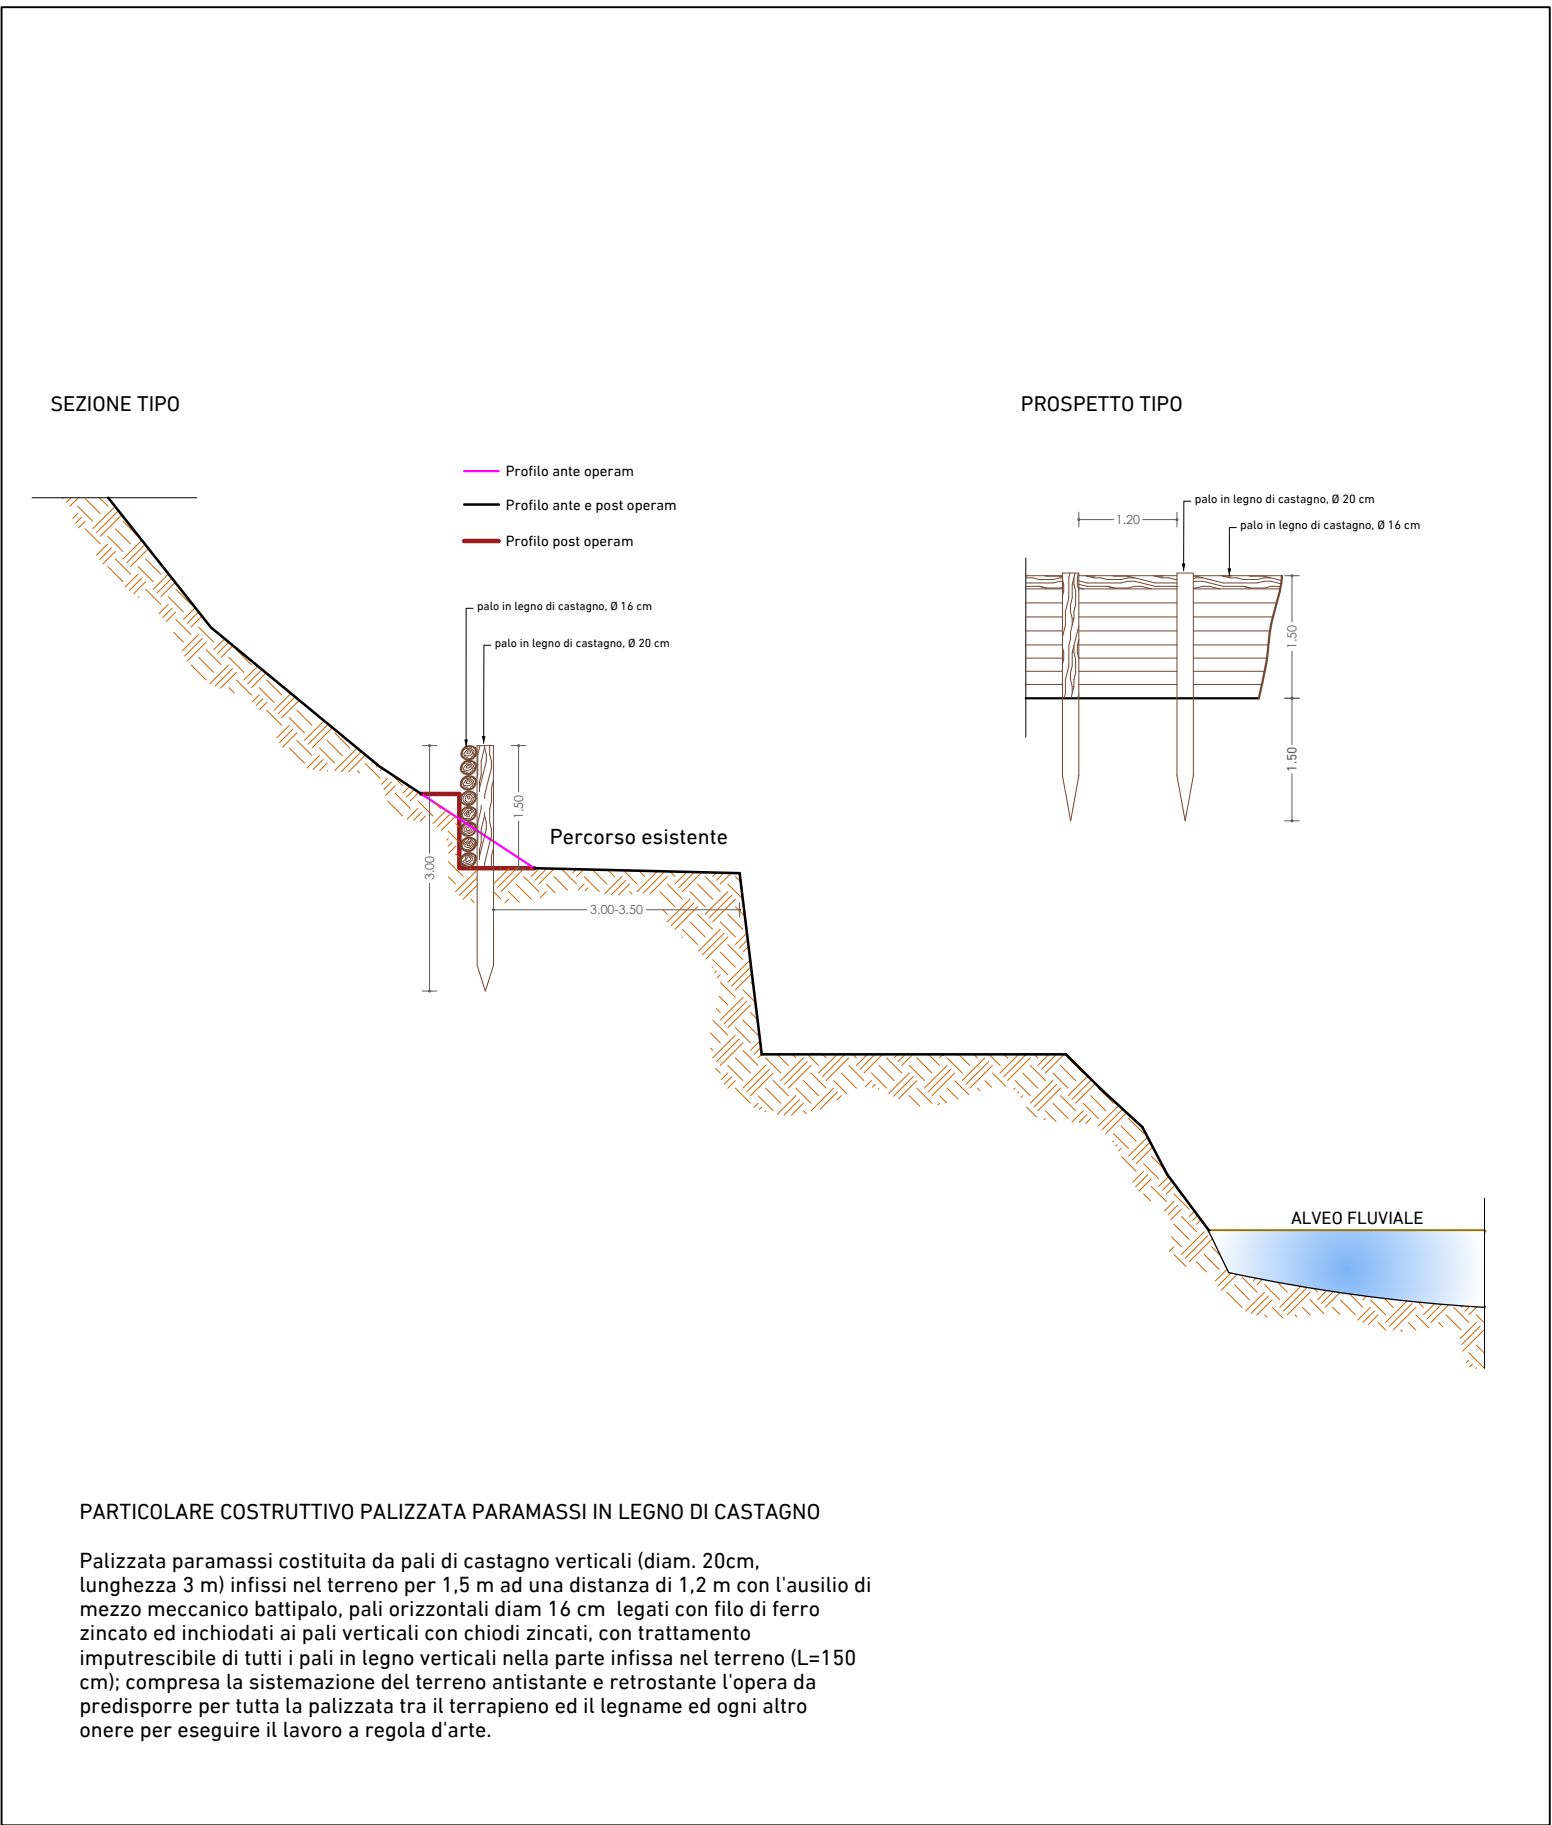 SEZIONE TIPO
PROSPETTO TIPO
Profilo ante operam
Profilo ante e post operam
Profilo post operam
palo in legno di castagno, Ø 16 cm
palo in legno di castagno, Ø 20 cm
3.00
1.50
Percorso esistente
3.00-3.50
palo in legno di castagno, Ø 20 cm
1.20
palo in legno di castagno, Ø 16 cm
1.50
1.50
ALVEO FLUVIALE
PARTICOLARE COSTRUTTIVO PALIZZATA PARAMASSI IN LEGNO DI CASTAGNO
Palizzata paramassi costituita da pali di castagno verticali (diam. 20cm,
lunghezza 3 m) infissi nel terreno per 1,5 m ad una distanza di 1,2 m con l'ausilio di
mezzo meccanico battipalo, pali orizzontali diam 16 cm  legati con filo di ferro
zincato ed inchiodati ai pali verticali con chiodi zincati, con trattamento
imputrescibile di tutti i pali in legno verticali nella parte infissa nel terreno (L=150
cm); compresa la sistemazione del terreno antistante e retrostante l'opera da
predisporre per tutta la palizzata tra il terrapieno ed il legname ed ogni altro
onere per eseguire il lavoro a regola d'arte.